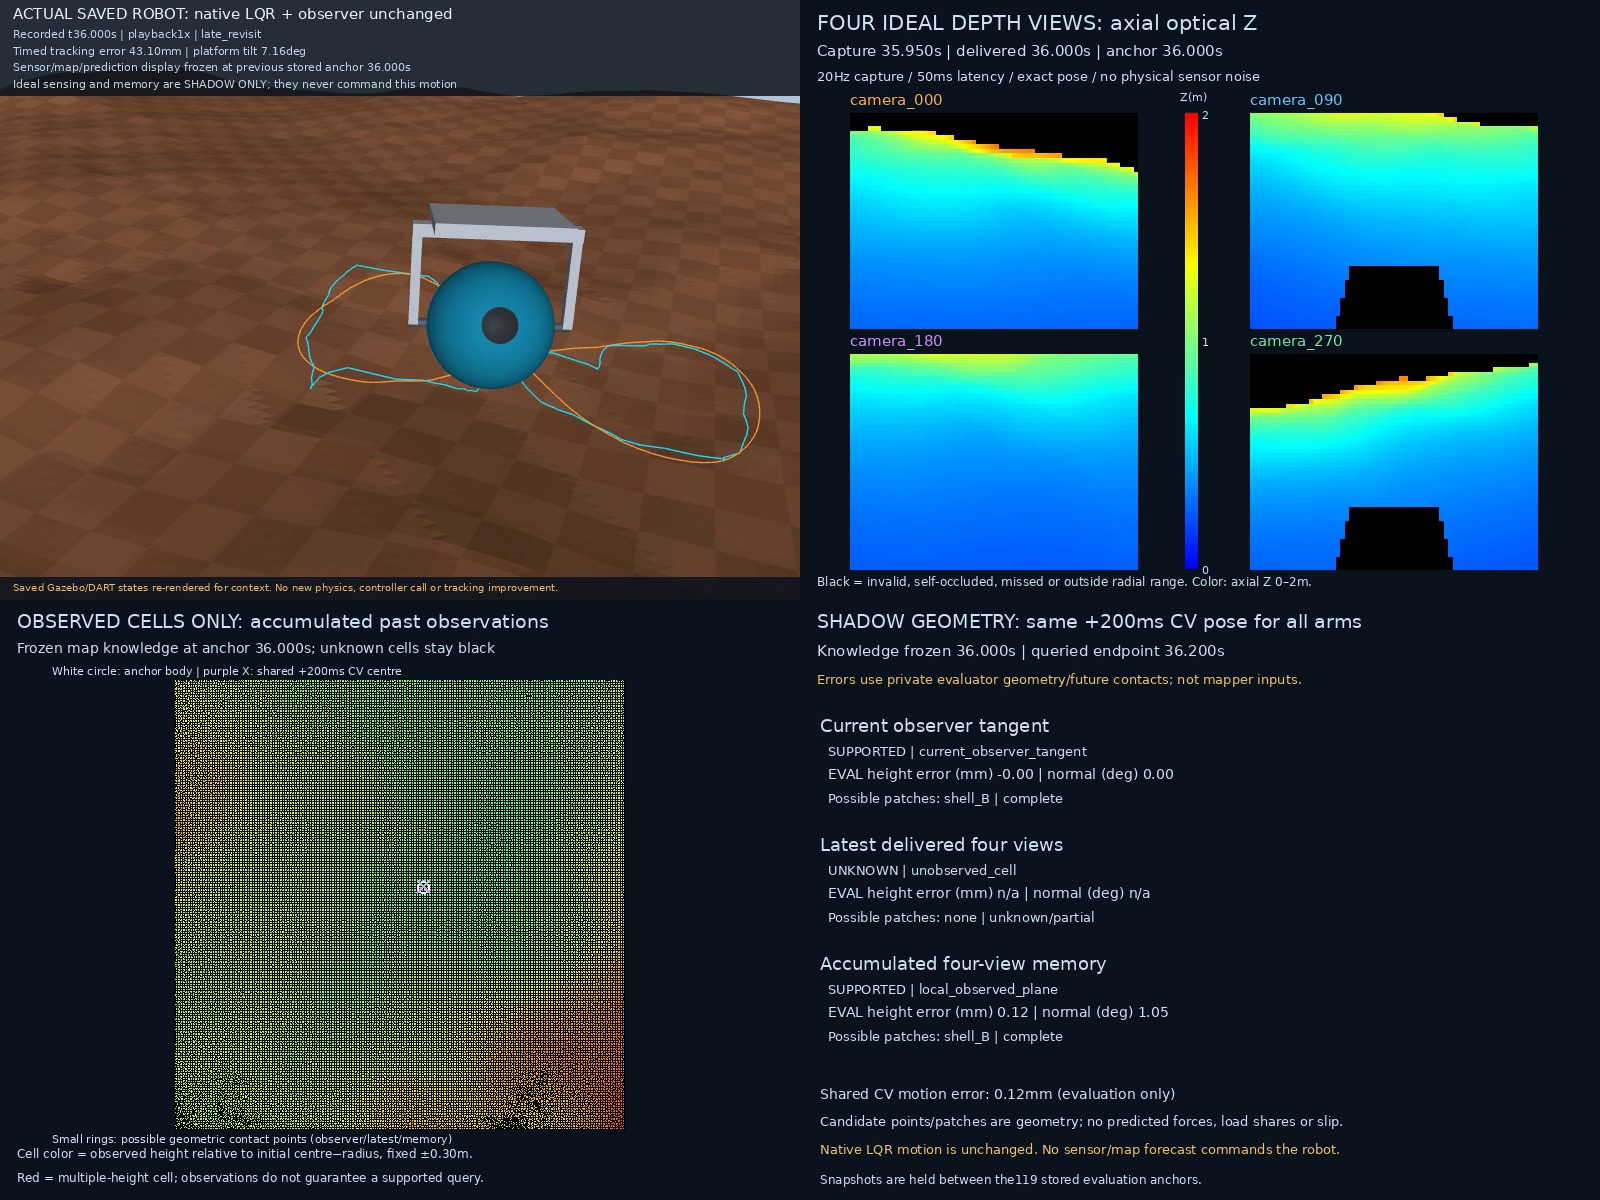 ACTUAL SAVED ROBOT: native LQR + observer unchanged
Recorded t36.000s | playback1x | late_revisit
Timed tracking error 43.10mm | platform tilt 7.16deg
Sensor/map/prediction display frozen at previous stored anchor 36.000s
Ideal sensing and memory are SHADOW ONLY; they never command this motion
Saved Gazebo/DART states re-rendered for context. No new physics, controller call or tracking improvement.
FOUR IDEAL DEPTH VIEWS: axial optical Z
Capture 35.950s | delivered 36.000s | anchor 36.000s
20Hz capture / 50ms latency / exact pose / no physical sensor noise
camera_000
Z(m)
camera_090
2
camera_180
1
camera_270
0
Black = invalid, self-occluded, missed or outside radial range. Color: axial Z 0–2m.
OBSERVED CELLS ONLY: accumulated past observations
Frozen map knowledge at anchor 36.000s; unknown cells stay black
White circle: anchor body | purple X: shared +200ms CV centre
Small rings: possible geometric contact points (observer/latest/memory)
Cell color = observed height relative to initial centre−radius, fixed ±0.30m.
Red = multiple-height cell; observations do not guarantee a supported query.
SHADOW GEOMETRY: same +200ms CV pose for all arms
Knowledge frozen 36.000s | queried endpoint 36.200s
Errors use private evaluator geometry/future contacts; not mapper inputs.
Current observer tangent
SUPPORTED | current_observer_tangent
EVAL height error (mm) -0.00 | normal (deg) 0.00
Possible patches: shell_B | complete
Latest delivered four views
UNKNOWN | unobserved_cell
EVAL height error (mm) n/a | normal (deg) n/a
Possible patches: none | unknown/partial
Accumulated four-view memory
SUPPORTED | local_observed_plane
EVAL height error (mm) 0.12 | normal (deg) 1.05
Possible patches: shell_B | complete
Shared CV motion error: 0.12mm (evaluation only)
Candidate points/patches are geometry; no predicted forces, load shares or slip.
Native LQR motion is unchanged. No sensor/map forecast commands the robot.
Snapshots are held between the119 stored evaluation anchors.